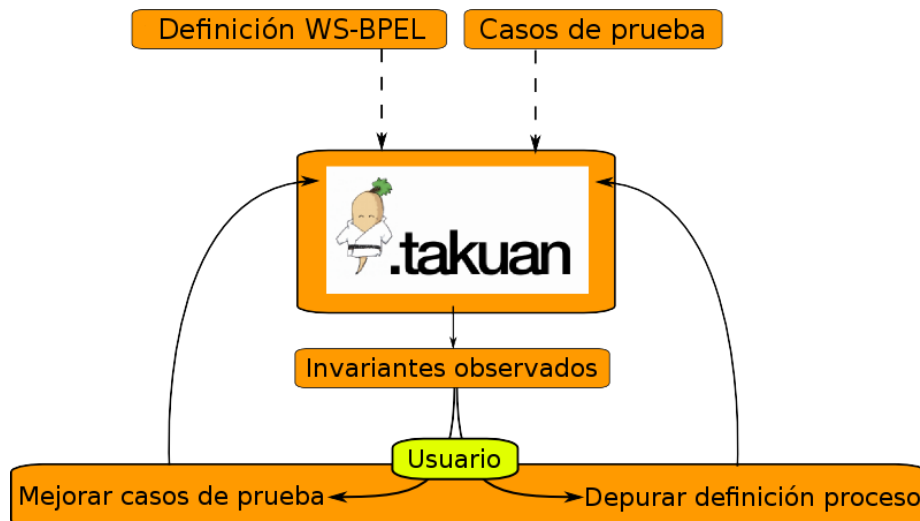 Definición WS-BPEL
Casos de prueba
.takuan
Invariantes observados
Usuario
Mejorar casos de prueba
Depurar definición proceso